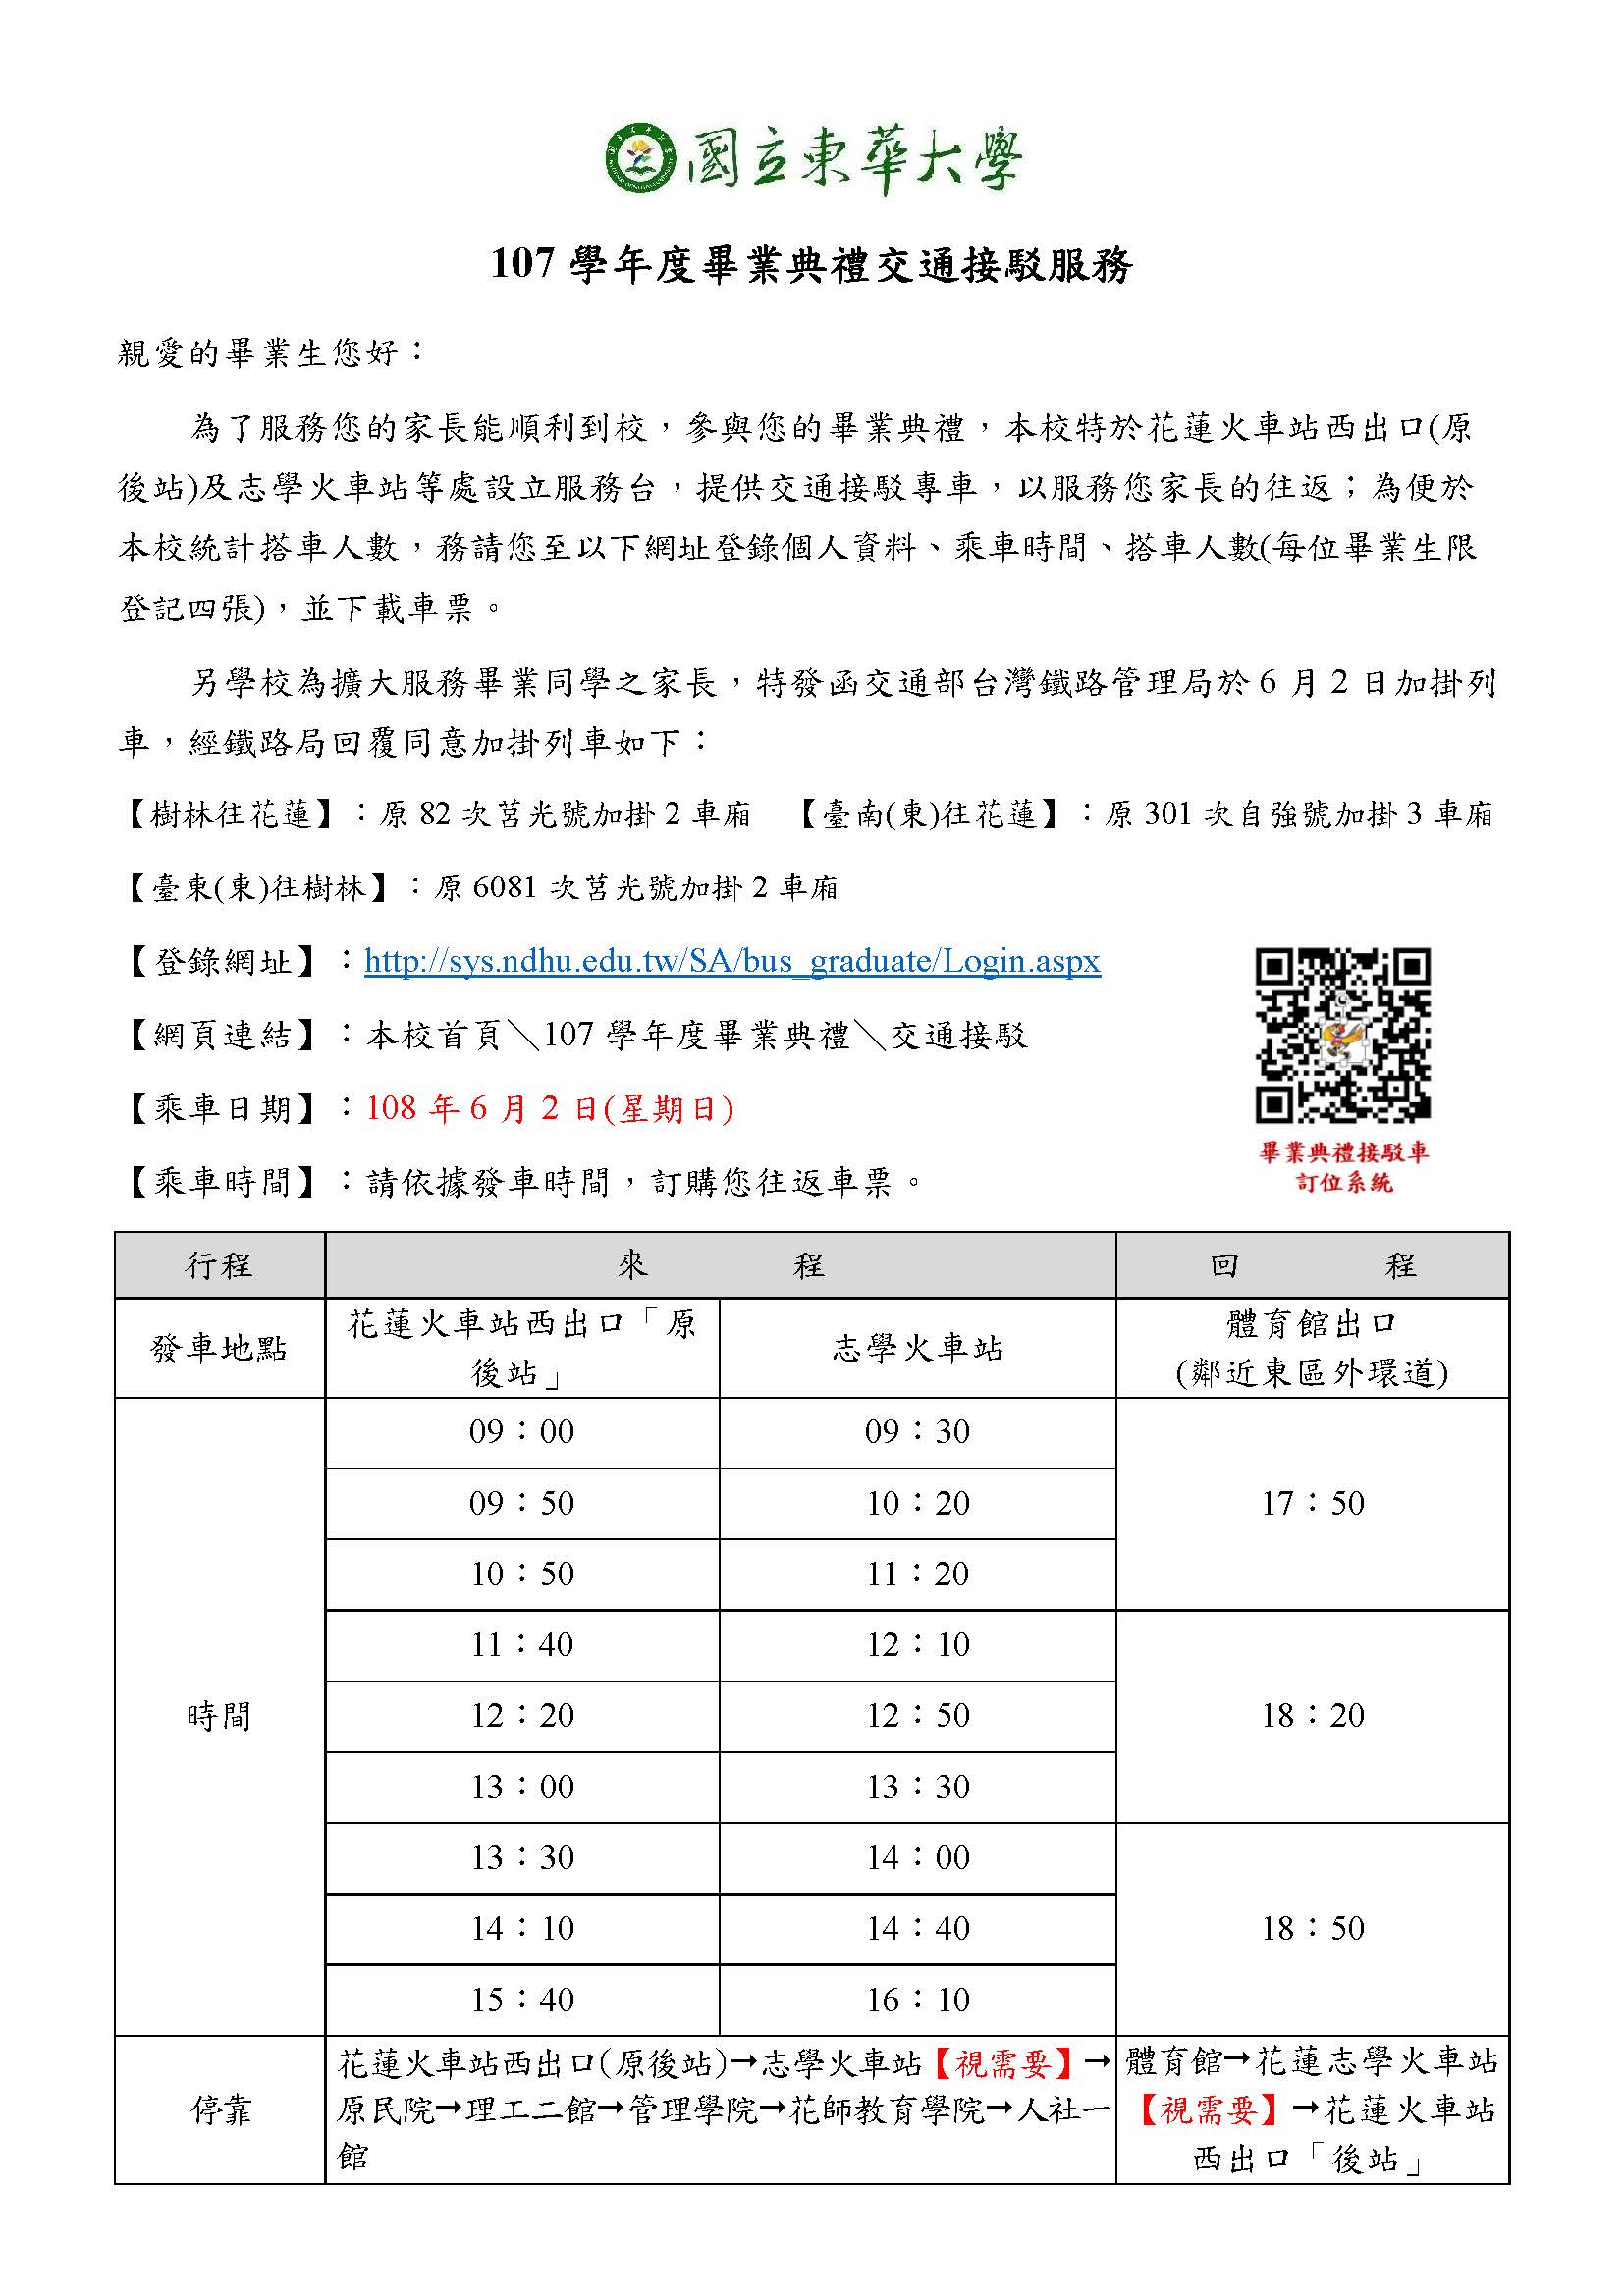 國立東華大學
107 學年度畢業典禮交通接駁服務
親愛的畢業生您好：
為了服務您的家長能順利到校，參與您的畢業典禮，本校特於花蓮火車站西出口(原
後站)及志學火車站等處設立服務台，提供交通接駁專車，以服務您家長的往返；為便於
本校統計搭車人數，務請您至以下網址登錄個人資料、乘車時間、搭車人數(每位畢業生限
登記四張)，並下載車票。
另學校為擴大服務畢業同學之家長，特發函交通部台灣鐵路管理局於 6 月 2 日加掛列
車，經鐵路局回覆同意加掛列車如下：
【樹林往花蓮】：原 82 次莒光號加掛 2 車廂 【臺南(東)往花蓮】：原 301 次自強號加掛 3 車廂
【臺東(東)往樹林】：原 6081 次莒光號加掛 2 車廂
【登錄網址】：http://sys.ndhu.edu.tw/SA/bus_graduate/Login.aspx
【網頁連結】：本校首頁＼107 學年度畢業典禮＼交通接駁
【乘車日期】：108 年 6 月 2 日(星期日)
【乘車時間】：請依據發車時間，訂購您往返車票。
畢業典禮接駁車
訂位系統
行程 來 程 回 程
發車地點
花蓮火車站西出口「原
後站」
志學火車站
體育館出口
(鄰近東區外環道)
時間
09：00 09：30
09：50 10：20 17：50
10：50 11：20
11：40 12：10
12：20 12：50 18：20
13：00 13：30
13：30 14：00
14：10 14：40 18：50
15：40 16：10
停靠
花蓮火車站西出口(原後站)→志學火車站【視需要】→
原民院→理工二館→管理學院→花師教育學院→人社一
館
體育館→花蓮志學火車站
【視需要】→花蓮火車站
西出口「後站」